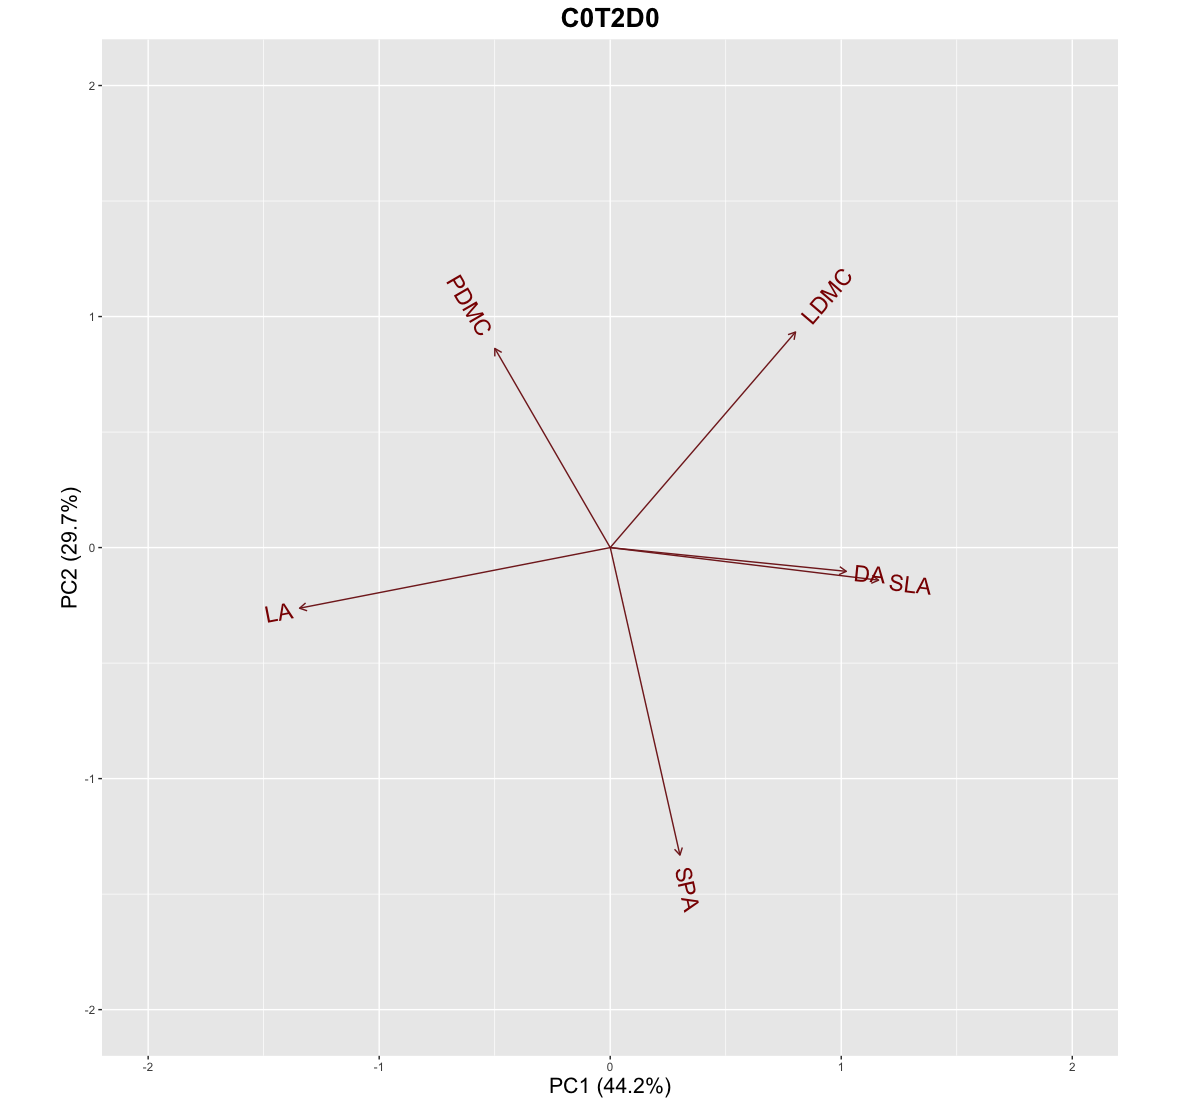 C0T2D0
2
PDMC
LDMC
1
PC2 (29.7%)
0
DA
SLA
LA
-1
SPA
-2
-2 -1 0 1 2
PC1 (44.2%)